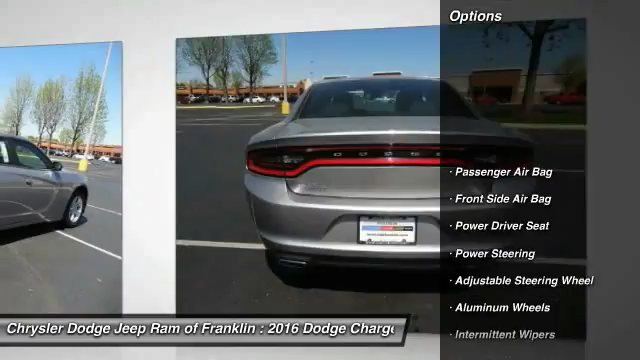 Options
· Passenger Air Bag
· Front Side Air Bag
· Power Driver Seat
· Power Steering
· Adjustable Steering Wheel
· Aluminum Wheels
· Intermittent Wipers
Chrysler Dodge Jeep Ram of Franklin : 2016 Dodge Charge